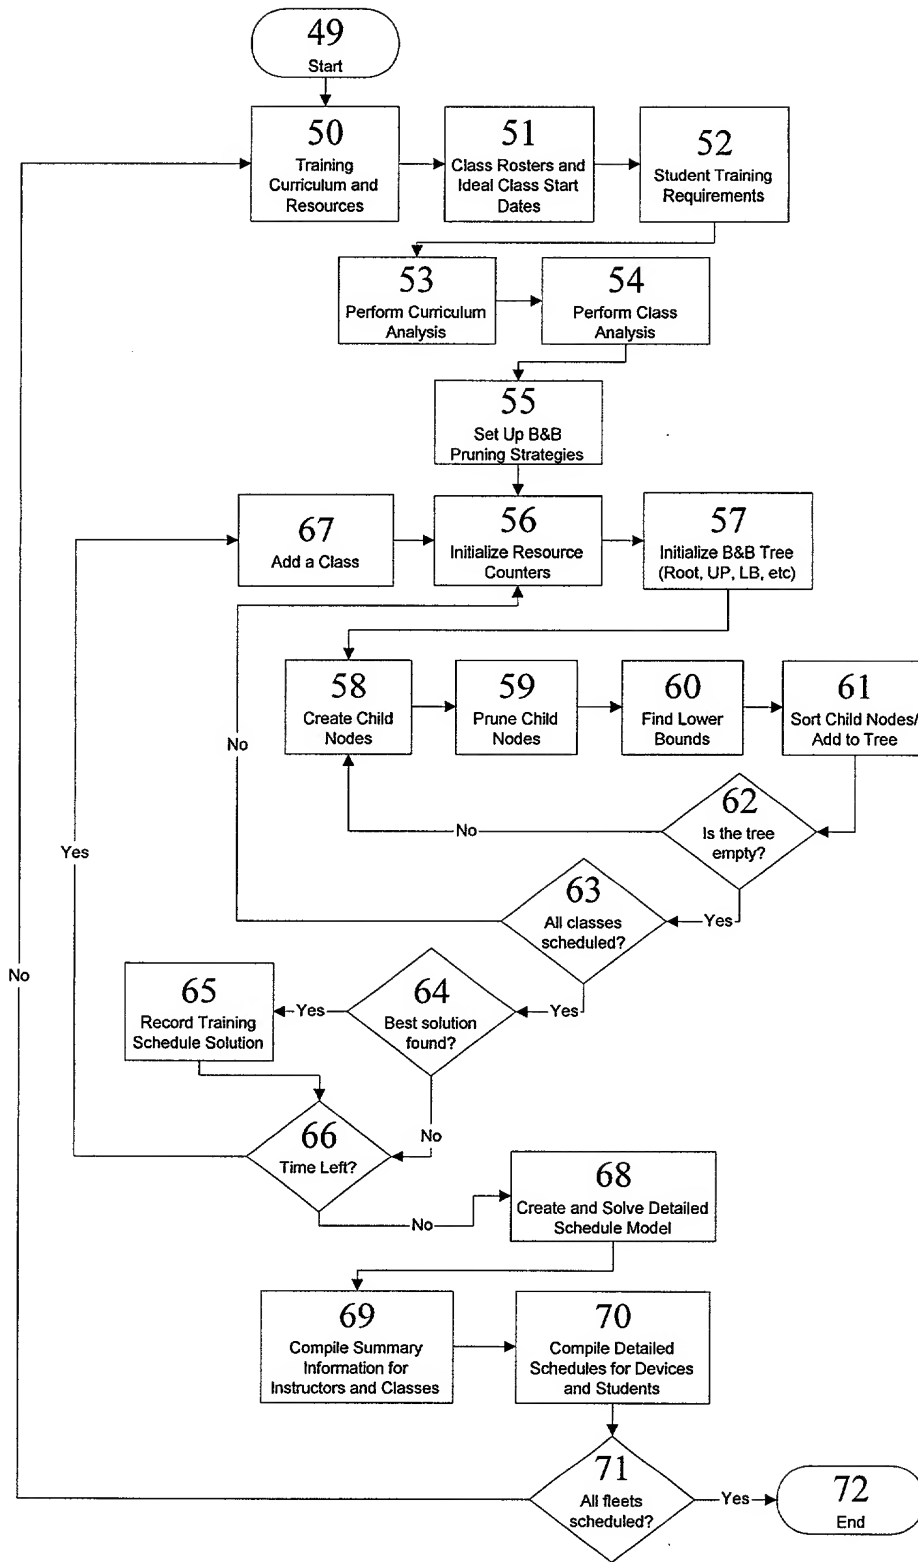 49
Start
50
Training
Curriculum and
Resources
51
Class Rosters and
Ideal Class Start
Dates
52
Student Training
Requirements
53
Perform Curriculum
Analysis
54
Perform Class
Analysis
55
Set Up B&B
Pruning Strategies
67
Add a Class
56
Initialize Resource
Counters
57
Initialize B&B Tree
(Root, UP, LB, etc)
58
Create Child
Nodes
59
Prune Child
Nodes
60
Find Lower
Bounds
61
Sort Child Nodes/
Add to Tree
No
62
Is the tree
empty?
No
Yes
63
All classes
scheduled?
Yes
No
65
Record Training
Schedule Solution
Yes
64
Best solution
found?
Yes
66
Time Left?
No
No
68
Create and Solve Detailed
Schedule Model
69
Compile Summary
Information for
Instructors and Classes
70
Compile Detailed
Schedules for Devices
and Students
71
All fleets
scheduled?
Yes
72
End